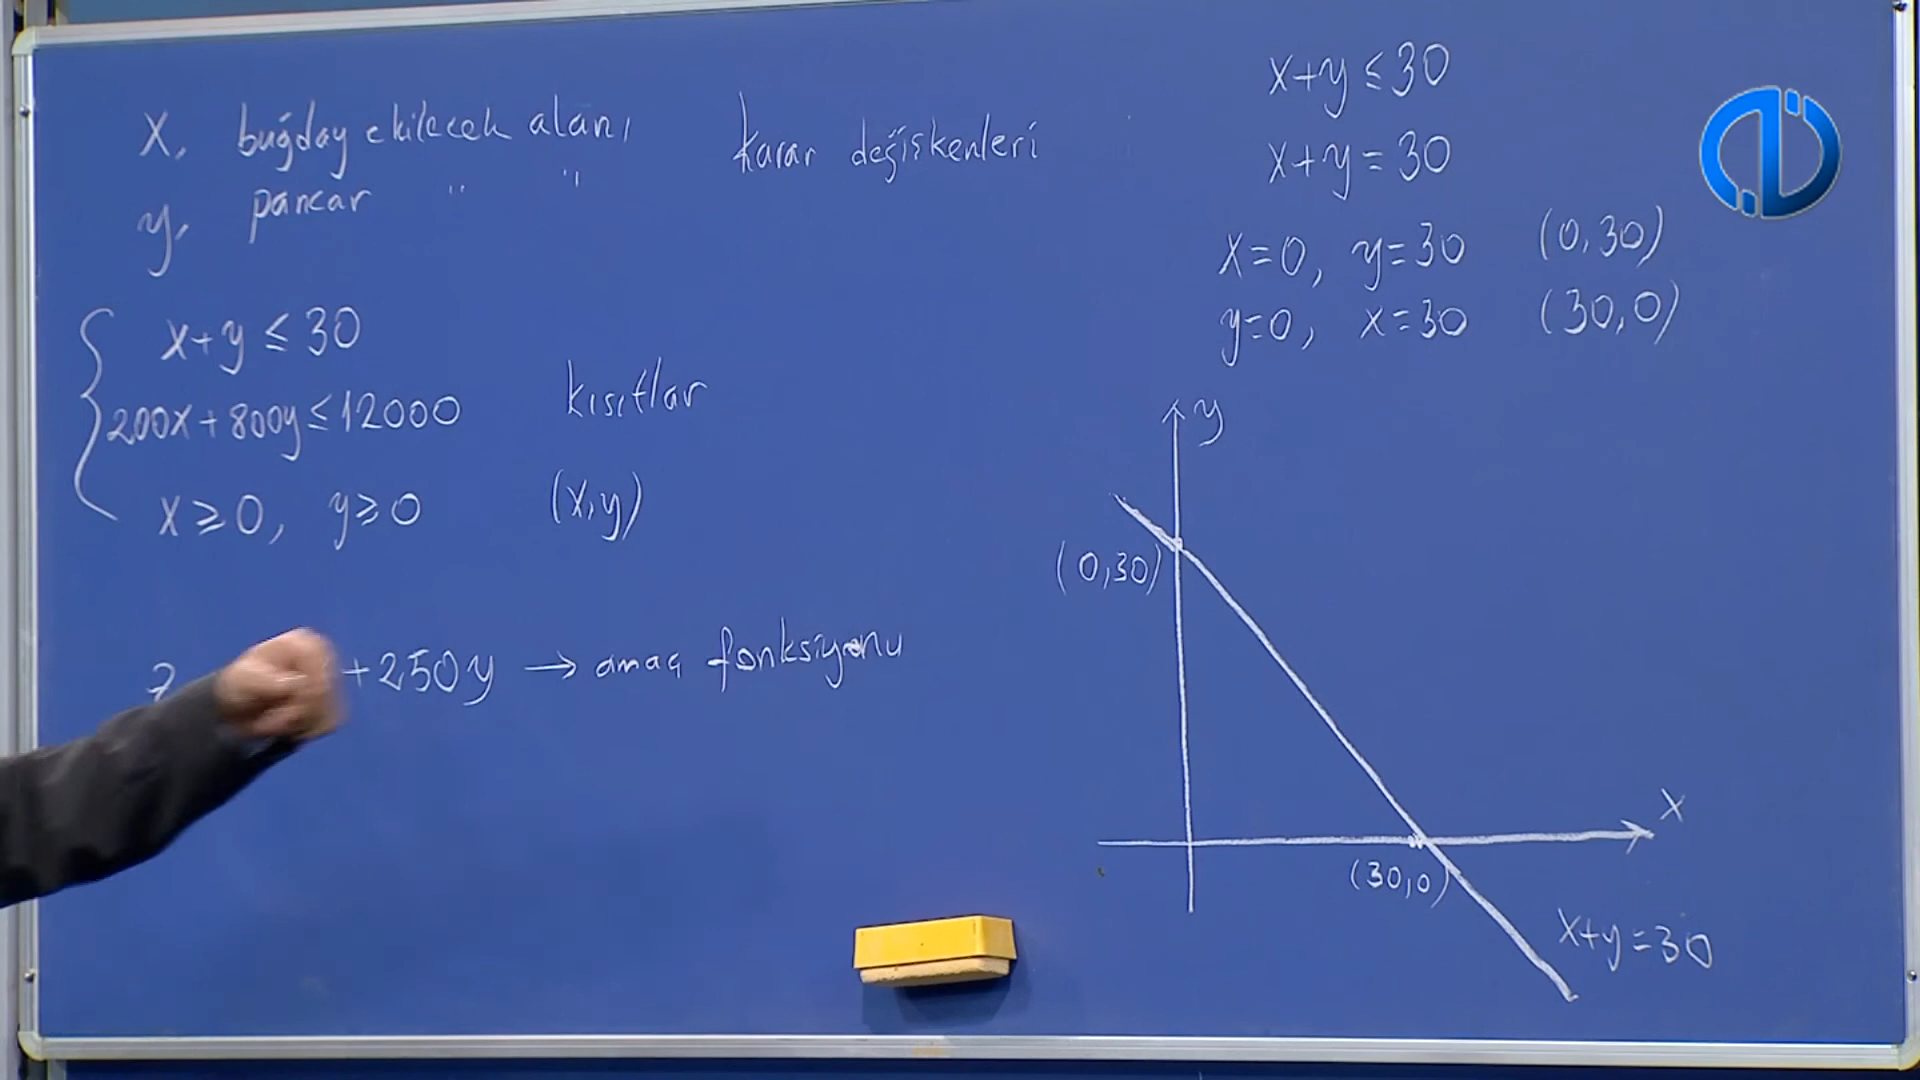 x, buğday ekilecek alanı
y, pancar " "
karar değişkenleri
x+y ≤ 30
200x+800y ≤ 12000
x ≥ 0, y ≥ 0
kısıtlar
(x,y)
+250y → amaç fonksiyonu
x+y ≤ 30
x+y = 30
x=0, y=30 (0,30)
y=0, x=30 (30,0)
y
(0,30)
x
(30,0)
x+y=30